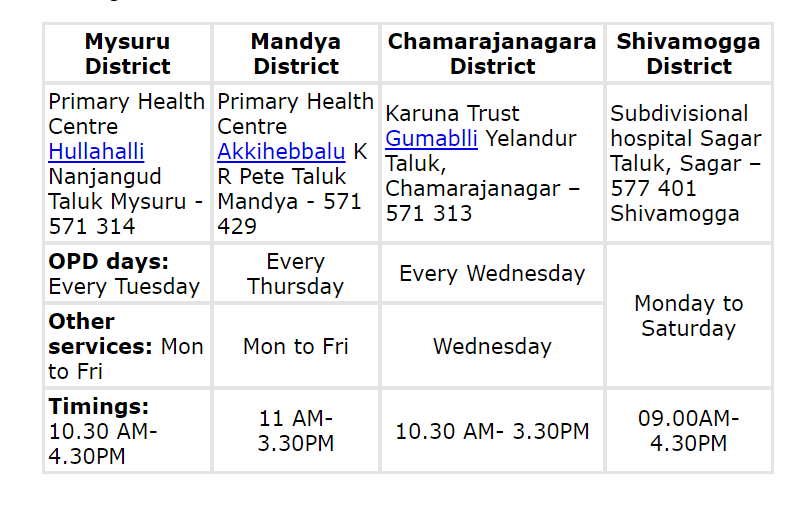 Mysuru
District
Mandya
District
Chamarajanagara
District
Shivamogga
District
Primary Health
Centre
Hullahalli
Nanjangud
Taluk Mysuru -
571 314
Primary Health
Centre
Akkihebbalu K
R Pete Taluk
Mandya - 571
429
Karuna Trust
Gumablli Yelandur
Taluk,
Chamarajanagar –
571 313
Subdivisional
hospital Sagar
Taluk, Sagar –
577 401
Shivamogga
OPD days:
Every Tuesday
Every
Thursday
Every Wednesday
Monday to
Saturday
Other
services: Mon
to Fri
Mon to Fri
Wednesday
Timings:
10.30 AM-
4.30PM
11 AM-
3.30PM
10.30 AM- 3.30PM
09.00AM-
4.30PM